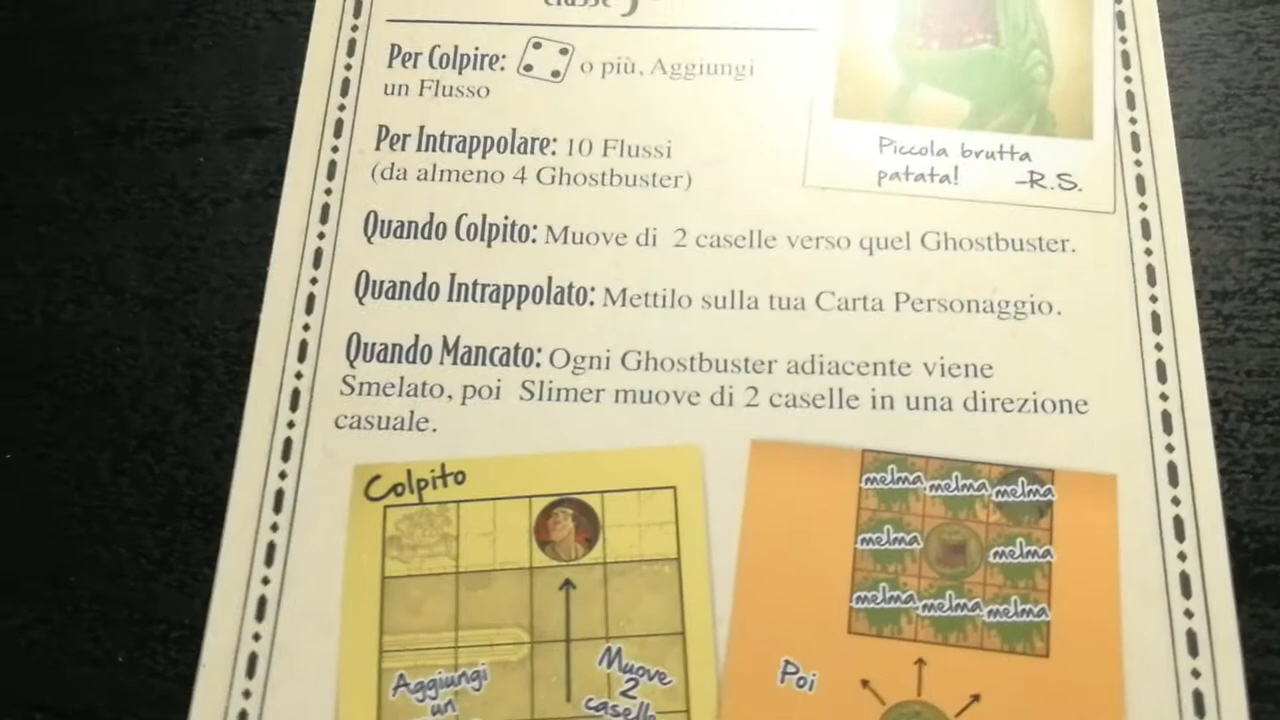 classe 5
Per Colpire: o più, Aggiungi
un Flusso
Per Intrappolare: 10 Flussi
(da almeno 4 Ghostbuster)
Piccola brutta
patata! -R.S.
Quando Colpito: Muove di 2 caselle verso quel Ghostbuster.
Quando Intrappolato: Mettilo sulla tua Carta Personaggio.
Quando Mancato: Ogni Ghostbuster adiacente viene
Smelato, poi Slimer muove di 2 caselle in una direzione
casuale.
Colpito
Aggiungi
un
Muove
2
caselle
melma melma melma
melma melma
melma melma melma
Poi